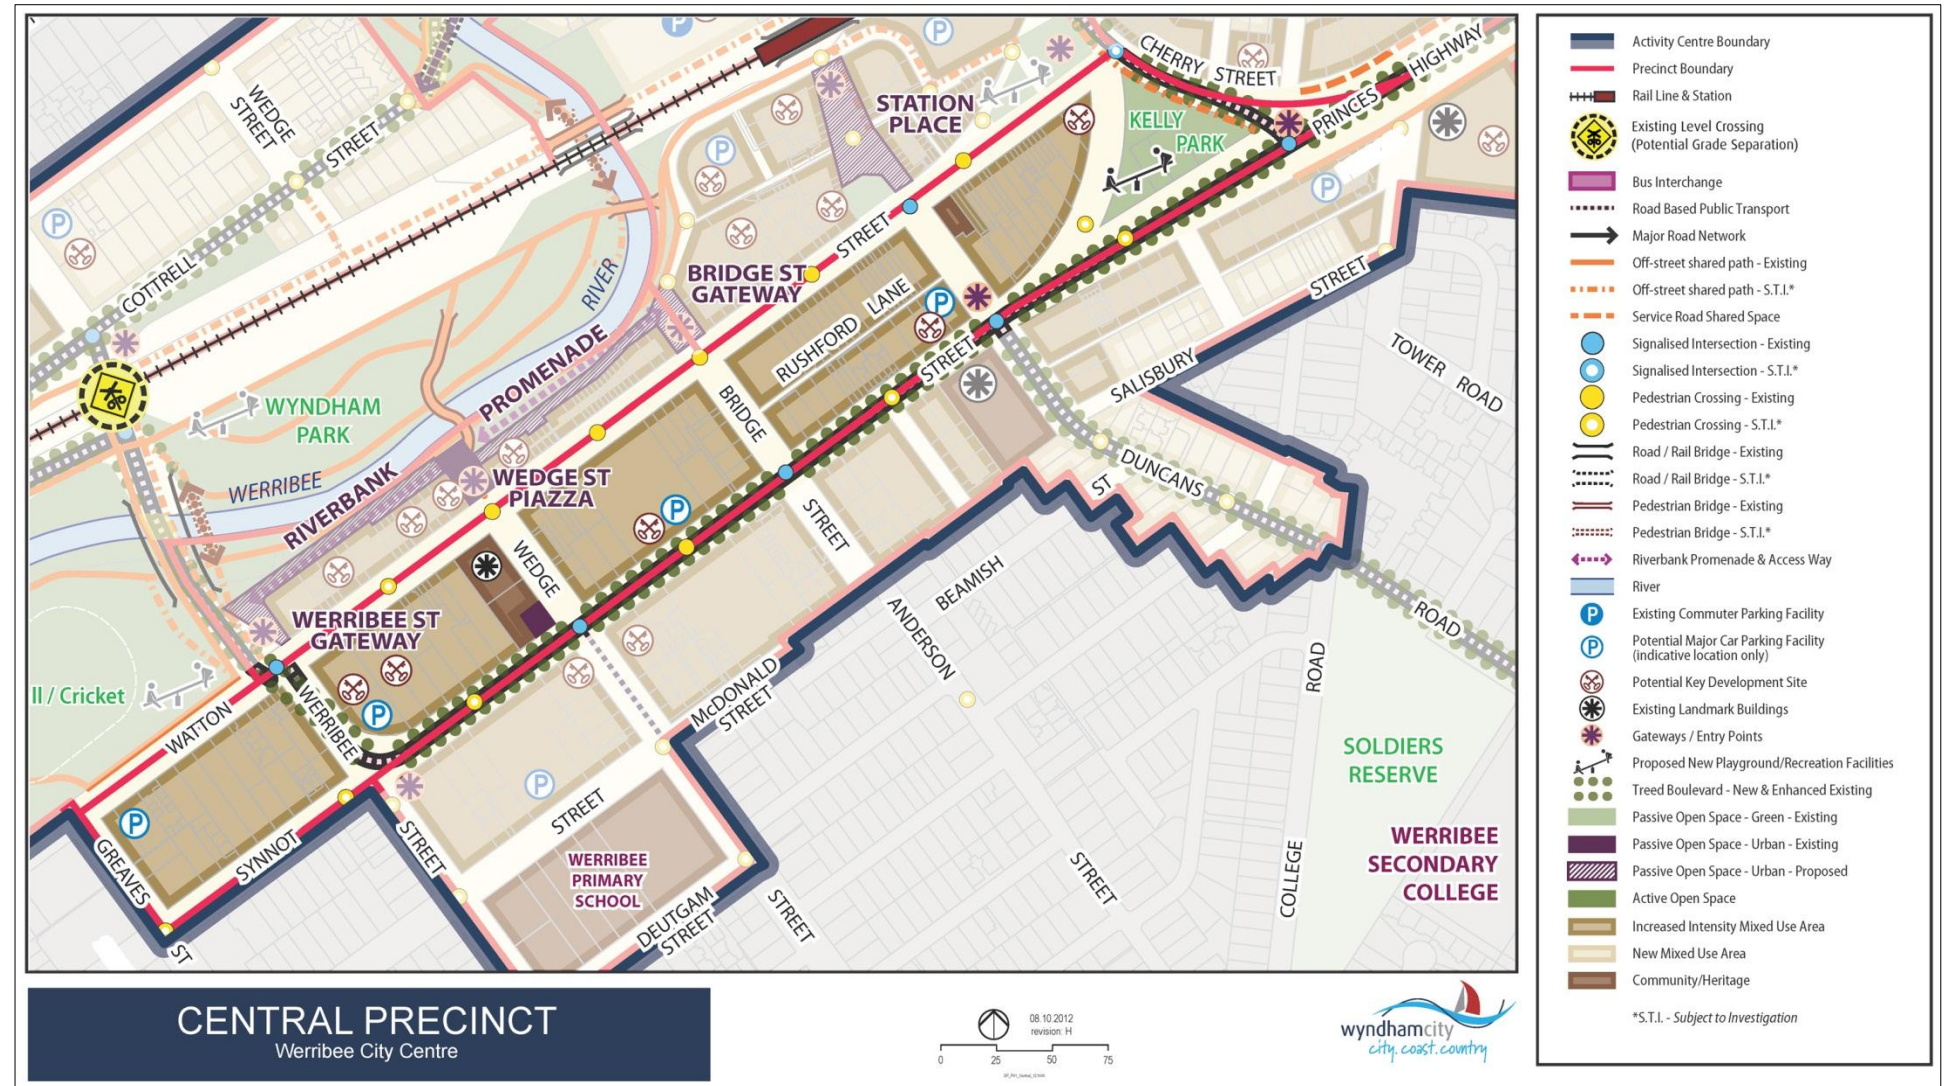 WEDGE
STREET
STREET
COTTRELL
CHERRY STREET
PRINCES
HIGHWAY
STATION
PLACE
KELLY
PARK
STREET
BRIDGE ST
GATEWAY
RIVER
RUSHFORD LANE
STREET
STREET
SALISBURY
TOWER ROAD
PROMENADE
WYNDHAM
PARK
BRIDGE
WERRIBEE
RIVERBANK
WEDGE ST
PIAZZA
DUNCANS
ST
STREET
WEDGE
BEAMISH
ANDERSON
ROAD
WERRIBEE ST
GATEWAY
ll / Cricket
WATTON
WERRIBEE
McDONALD
STREET
ROAD
SOLDIERS
RESERVE
GREAVES
SYNNOT
STREET
STREET
WERRIBEE
PRIMARY
SCHOOL
DEUTGAM
STREET
STREET
STREET
COLLEGE
WERRIBEE
SECONDARY
COLLEGE
ST
P
P
P
P
P
P
P
P
P
P
P
Activity Centre Boundary
Precinct Boundary
Rail Line & Station
Existing Level Crossing
(Potential Grade Separation)
Bus Interchange
Road Based Public Transport
Major Road Network
Off-street shared path - Existing
Off-street shared path - S.T.I.*
Service Road Shared Space
Signalised Intersection - Existing
Signalised Intersection - S.T.I.*
Pedestrian Crossing - Existing
Pedestrian Crossing - S.T.I.*
Road / Rail Bridge - Existing
Road / Rail Bridge - S.T.I.*
Pedestrian Bridge - Existing
Pedestrian Bridge - S.T.I.*
Riverbank Promenade & Access Way
River
P Existing Commuter Parking Facility
P Potential Major Car Parking Facility
(indicative location only)
Potential Key Development Site
Existing Landmark Buildings
Gateways / Entry Points
Proposed New Playground/Recreation Facilities
Treed Boulevard - New & Enhanced Existing
Passive Open Space - Green - Existing
Passive Open Space - Urban - Existing
Passive Open Space - Urban - Proposed
Active Open Space
Increased Intensity Mixed Use Area
New Mixed Use Area
Community/Heritage
*S.T.I. - Subject to Investigation
CENTRAL PRECINCT
Werribee City Centre
08.10.2012
revision: H
0 25 50 75
wyndhamcity
city. coast. country